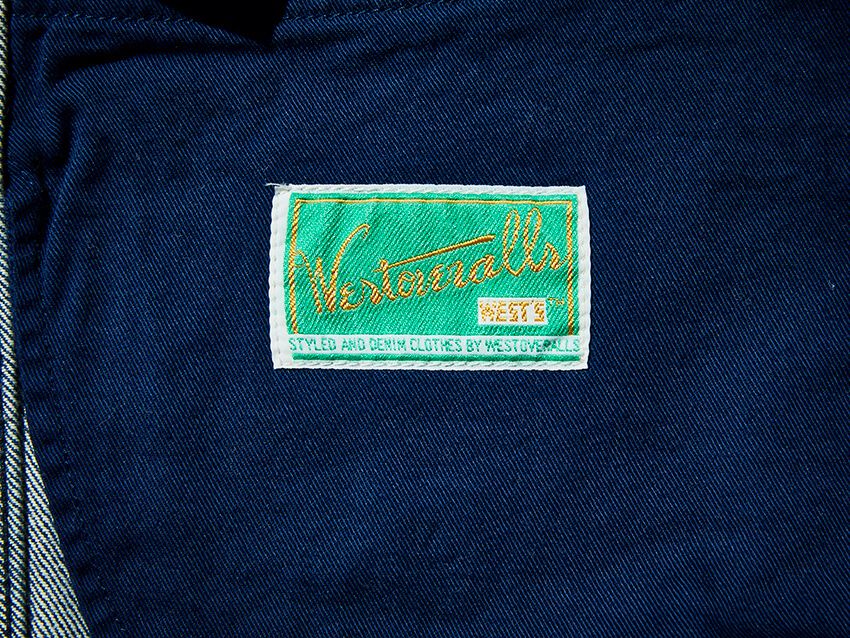 Westoveralls
WEST'S™
STYLED AND DENIM CLOTHES BY WESTOVERALLS